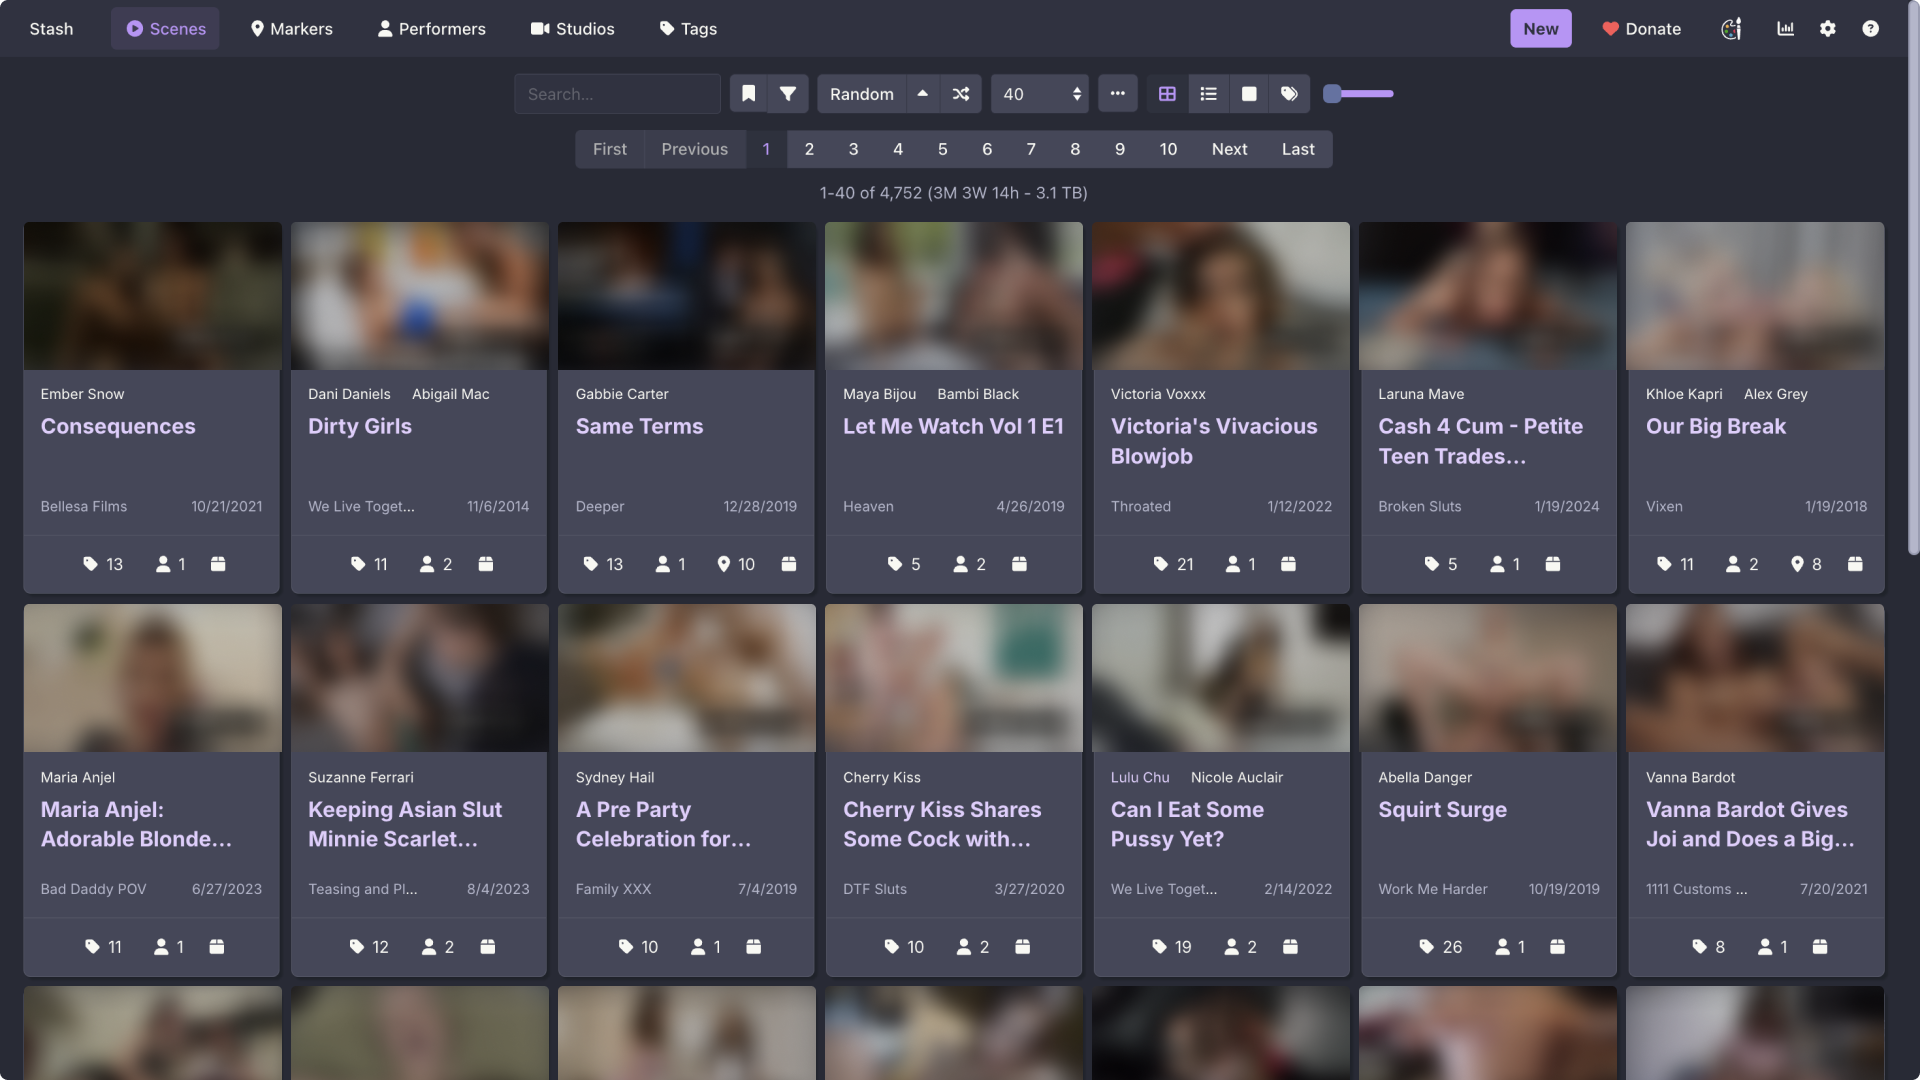 Stash Scenes Markers Performers Studios Tags New Donate
Search... Random 40
First Previous 1 2 3 4 5 6 7 8 9 10 Next Last
1-40 of 4,752 (3M 3W 14h - 3.1 TB)
Ember Snow
Consequences
Bellesa Films 10/21/2021
13 1
Dani Daniels Abigail Mac
Dirty Girls
We Live Toget... 11/6/2014
11 2
Gabbie Carter
Same Terms
Deeper 12/28/2019
13 1 10
Maya Bijou Bambi Black
Let Me Watch Vol 1 E1
Heaven 4/26/2019
5 2
Victoria Voxxx
Victoria's Vivacious
Blowjob
Throated 1/12/2022
21 1
Laruna Mave
Cash 4 Cum - Petite
Teen Trades...
Broken Sluts 1/19/2024
5 1
Khloe Kapri Alex Grey
Our Big Break
Vixen 1/19/2018
11 2 8
Maria Anjel
Maria Anjel:
Adorable Blonde...
Bad Daddy POV 6/27/2023
11 1
Suzanne Ferrari
Keeping Asian Slut
Minnie Scarlet...
Teasing and Pl... 8/4/2023
12 2
Sydney Hail
A Pre Party
Celebration for...
Family XXX 7/4/2019
10 1
Cherry Kiss
Cherry Kiss Shares
Some Cock with...
DTF Sluts 3/27/2020
10 2
Lulu Chu Nicole Auclair
Can I Eat Some
Pussy Yet?
We Live Toget... 2/14/2022
19 2
Abella Danger
Squirt Surge
Work Me Harder 10/19/2019
26 1
Vanna Bardot
Vanna Bardot Gives
Joi and Does a Big...
1111 Customs ... 7/20/2021
8 1